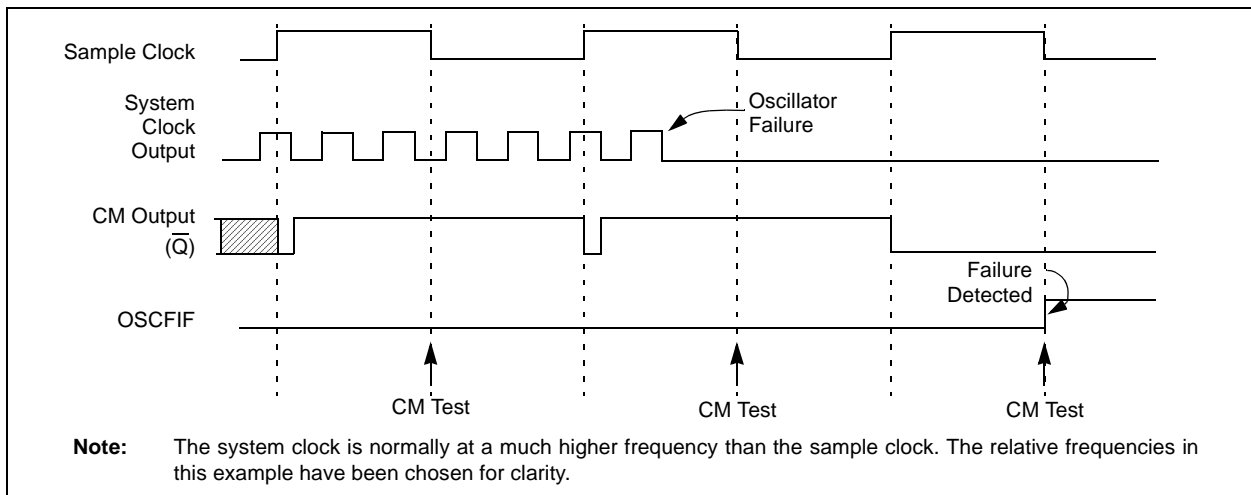 Sample Clock
System
Clock
Output
Oscillator
Failure
CM Output
(Q̅)
Failure
Detected
OSCFIF
CM Test
CM Test
CM Test
Note: The system clock is normally at a much higher frequency than the sample clock. The relative frequencies in
this example have been chosen for clarity.